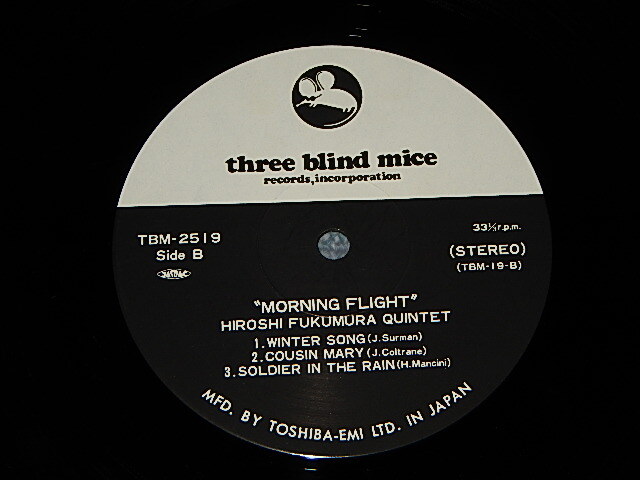 three blind mice
records,incorporation
TBM-2519
Side B
33⅓r.p.m.
(STEREO)
(TBM-19-B)
"MORNING FLIGHT"
HIROSHI FUKUMURA QUINTET
1.WINTER SONG(J.Surman)
2.COUSIN MARY(J.Coltrane)
3.SOLDIER IN THE RAIN(H.Mancini)
MFD. BY TOSHIBA-EMI LTD. IN JAPAN